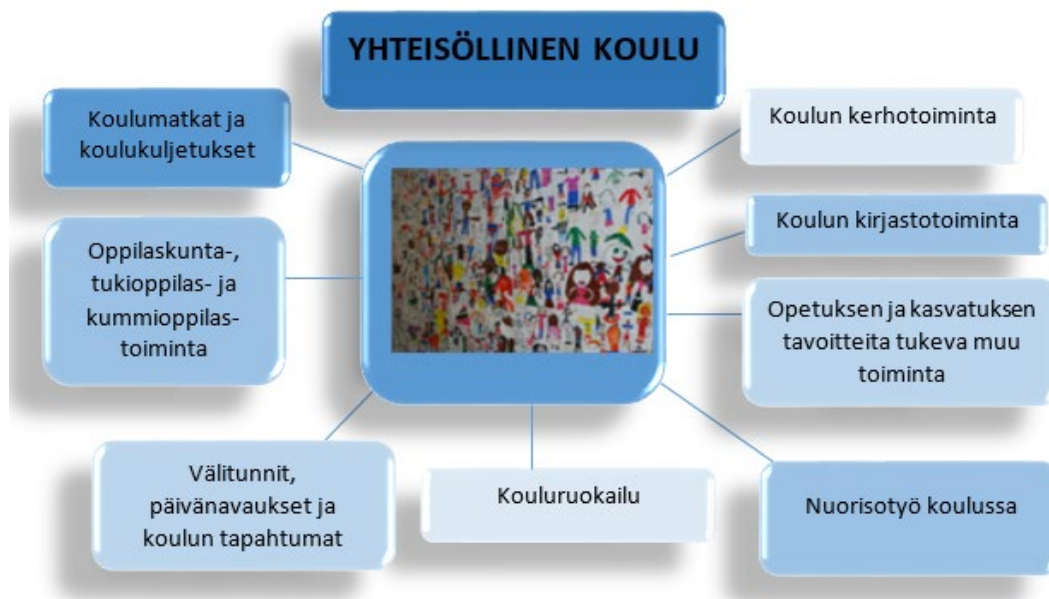 YHTEISÖLLINEN KOULU
Koulumatkat ja
koulukuljetukset
Koulun kerhotoiminta
Koulun kirjastotoiminta
Oppilaskunta-,
tukioppilas- ja
kummioppilas-
toiminta
Opetuksen ja kasvatuksen
tavoitteita tukeva muu
toiminta
Välitunnit,
päivänavaukset ja
koulun tapahtumat
Kouluruokailu
Nuorisotyö koulussa